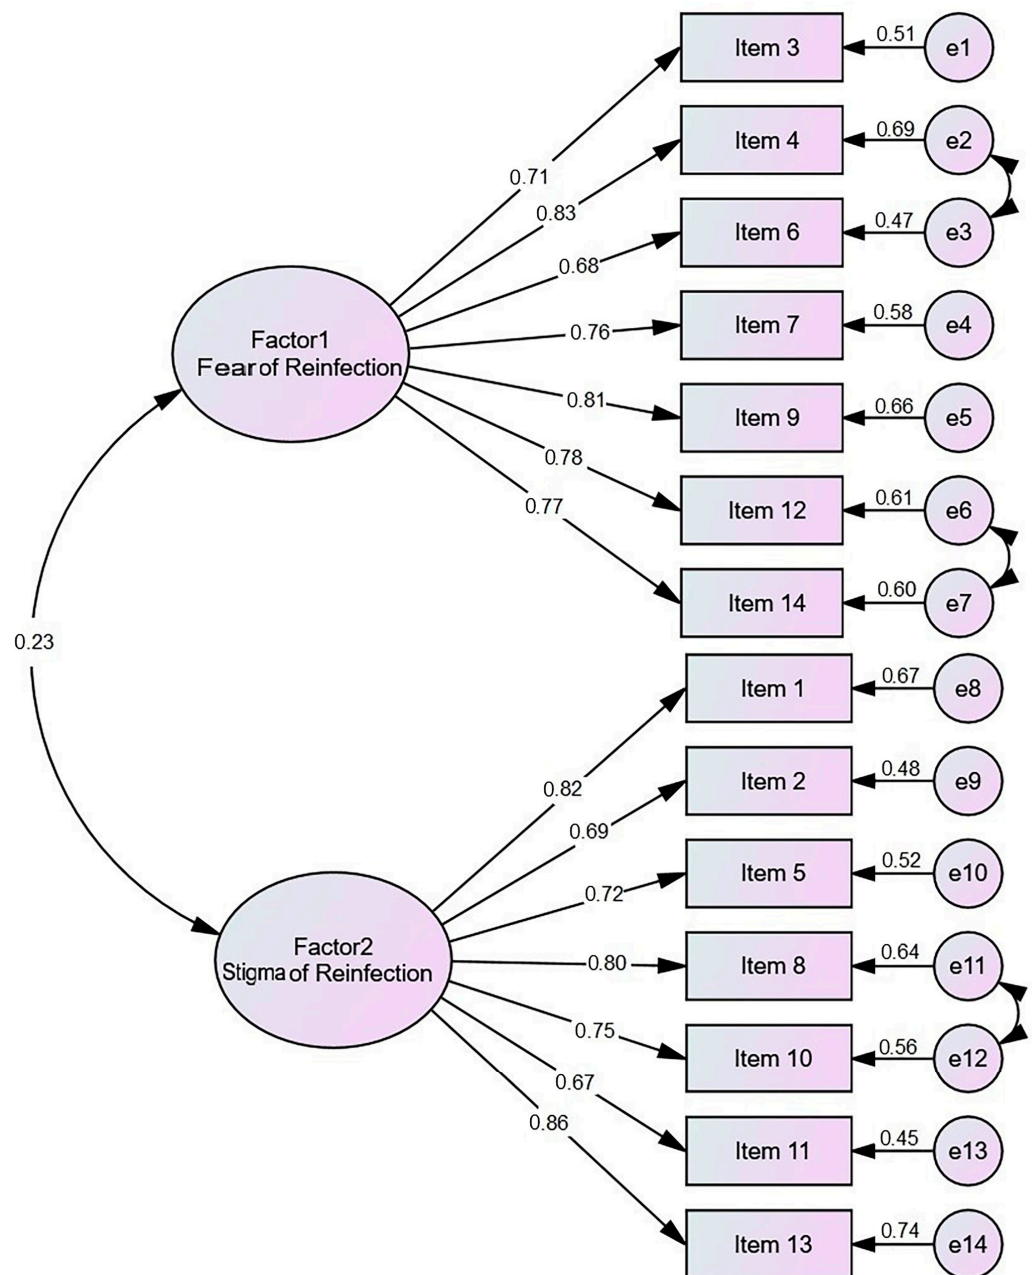 Item 3
0.51
e1
Item 4
0.69
e2
0.71
0.83
Item 6
0.47
e3
0.68
Factor1
Fear of Reinfection
0.76
Item 7
0.58
e4
0.81
Item 9
0.66
e5
0.78
Item 12
0.61
e6
0.77
Item 14
0.60
e7
0.23
Item 1
0.67
e8
0.82
Item 2
0.48
e9
0.69
Item 5
0.52
e10
0.72
Factor2
Stigma of Reinfection
0.80
Item 8
0.64
e11
0.75
Item 10
0.56
e12
0.67
Item 11
0.45
e13
0.86
Item 13
0.74
e14